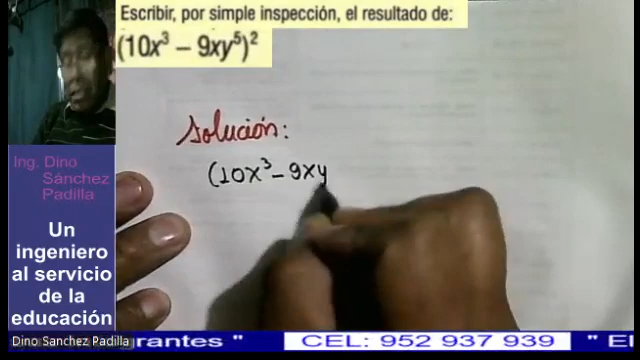 Escribir, por simple inspección, el resultado de:
(10x³ – 9xy⁵)²
Solución:
(10x³ - 9xy
Ing. Dino
Sánchez
Padilla
Un
ingeniero
al servicio
de la
educación
Dino Sanchez Padilla
grantes "
CEL: 952 937 939